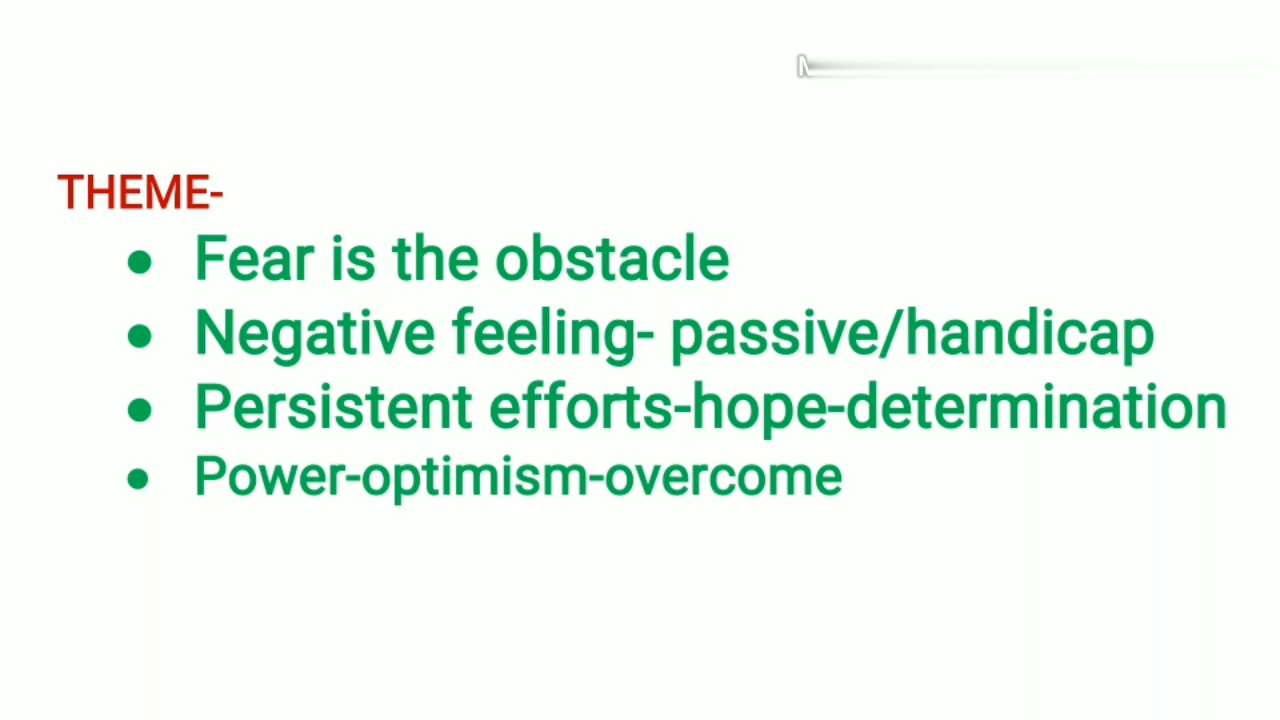 THEME-
● Fear is the obstacle
● Negative feeling- passive/handicap
● Persistent efforts-hope-determination
● Power-optimism-overcome